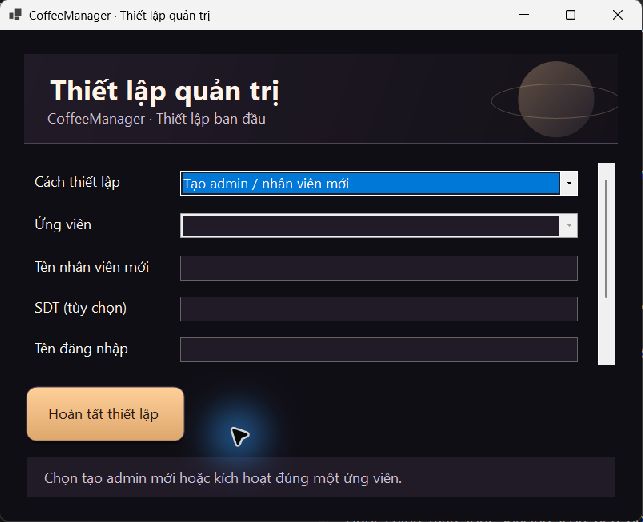 CoffeeManager · Thiết lập quản trị
Thiết lập quản trị
CoffeeManager · Thiết lập ban đầu
Cách thiết lập
Tạo admin / nhân viên mới
Ứng viên
Tên nhân viên mới
SDT (tùy chọn)
Tên đăng nhập
Hoàn tất thiết lập
Chọn tạo admin mới hoặc kích hoạt đúng một ứng viên.